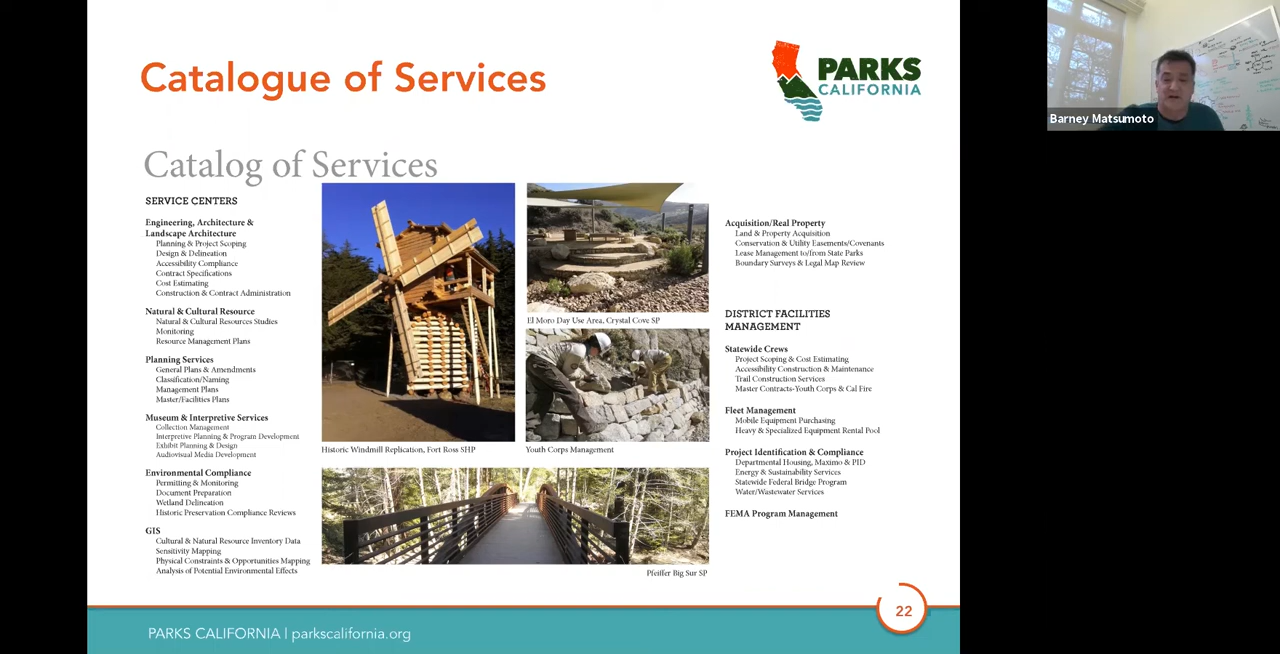 Catalogue of Services
PARKS
CALIFORNIA
Barney Matsumoto
Catalog of Services
SERVICE CENTERS
Engineering, Architecture &
Landscape Architecture
Planning & Project Scoping
Design & Delineation
Accessibility Compliance
Contract Specifications
Cost Estimating
Construction & Contract Administration
Natural & Cultural Resource
Natural & Cultural Resources Studies
Monitoring
Resource Management Plans
Planning Services
General Plans & Amendments
Classification/Naming
Management Plans
Master/Facilities Plans
Museum & Interpretive Services
Collection Management
Interpretive Planning & Program Development
Exhibit Planning & Design
Audiovisual Media Development
Environmental Compliance
Permitting & Monitoring
Document Preparation
Wetland Delineation
Historic Preservation Compliance Reviews
GIS
Cultural & Natural Resource Inventory Data
Sensitivity Mapping
Physical Constraints & Opportunities Mapping
Analysis of Potential Environmental Effects
Historic Windmill Replication, Fort Ross SHP
El Moro Day Use Area, Crystal Cove SP
Youth Corps Management
Pfeiffer Big Sur SP
Acquisition/Real Property
Land & Property Acquisition
Conservation & Utility Easements/Covenants
Lease Management to/from State Parks
Boundary Surveys & Legal Map Review
DISTRICT FACILITIES
MANAGEMENT
Statewide Crews
Project Scoping & Cost Estimating
Accessibility Construction & Maintenance
Trail Construction Services
Master Contracts-Youth Corps & Cal Fire
Fleet Management
Mobile Equipment Purchasing
Heavy & Specialized Equipment Rental Pool
Project Identification & Compliance
Departmental Housing, Maximo & PID
Energy & Sustainability Services
Statewide Federal Bridge Program
Water/Wastewater Services
FEMA Program Management
22
PARKS CALIFORNIA | parkscalifornia.org